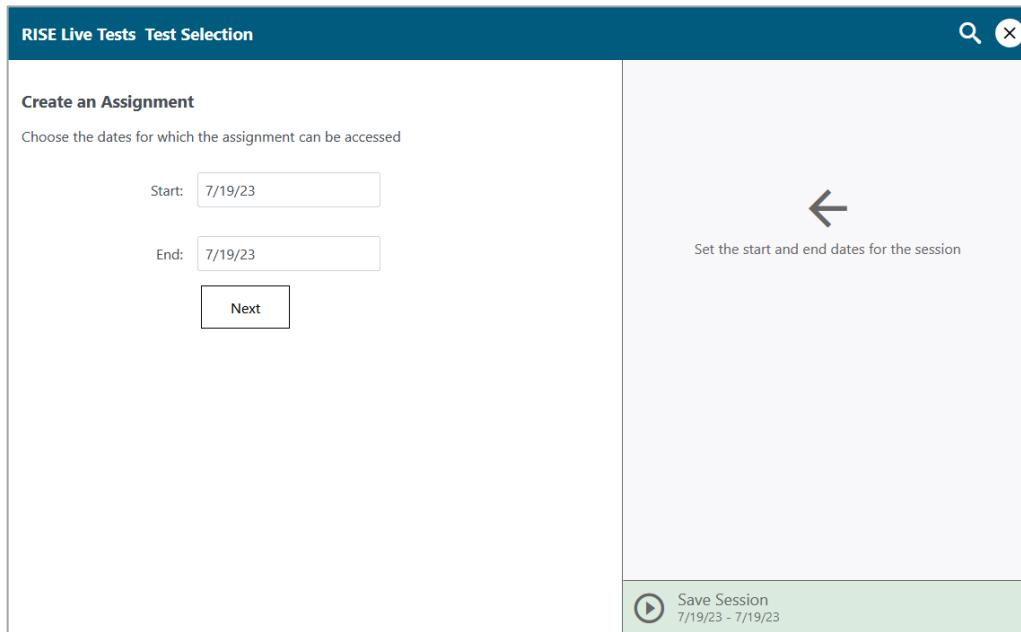 RISE Live Tests Test Selection
Create an Assignment
Choose the dates for which the assignment can be accessed
Start: 7/19/23
End: 7/19/23
Next
Set the start and end dates for the session
Save Session
7/19/23 - 7/19/23